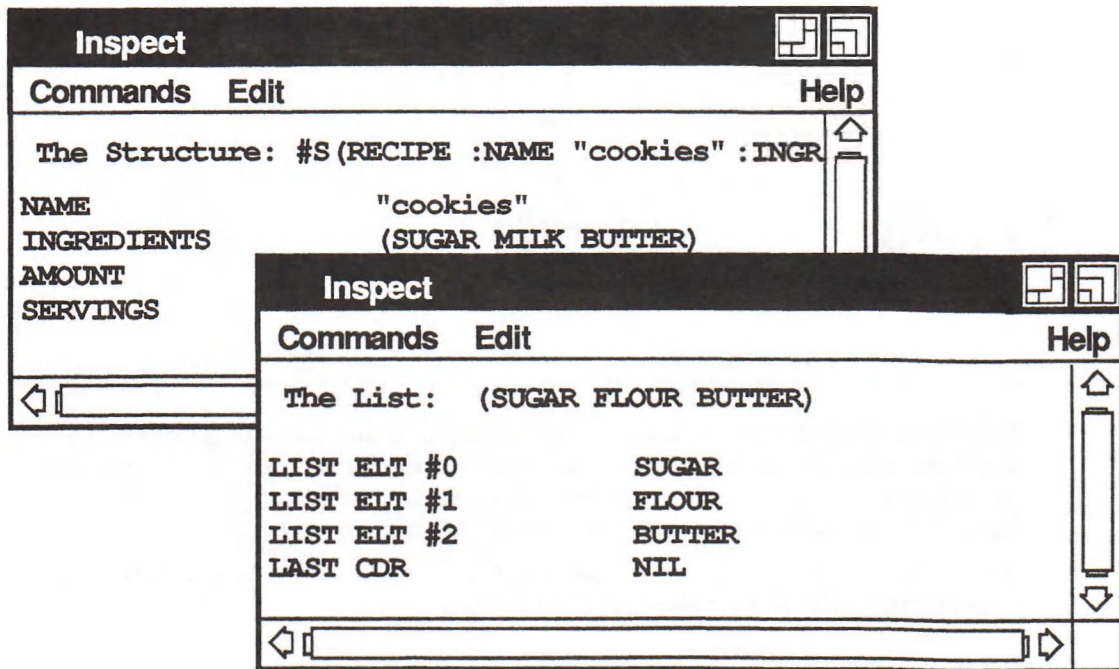 Inspect
Commands Edit Help
The Structure: #S(RECIPE :NAME "cookies" :INGR
NAME "cookies"
INGREDIENTS (SUGAR MILK BUTTER)
AMOUNT
SERVINGS
Inspect
Commands Edit Help
The List: (SUGAR FLOUR BUTTER)
LIST ELT #0 SUGAR
LIST ELT #1 FLOUR
LIST ELT #2 BUTTER
LAST CDR NIL